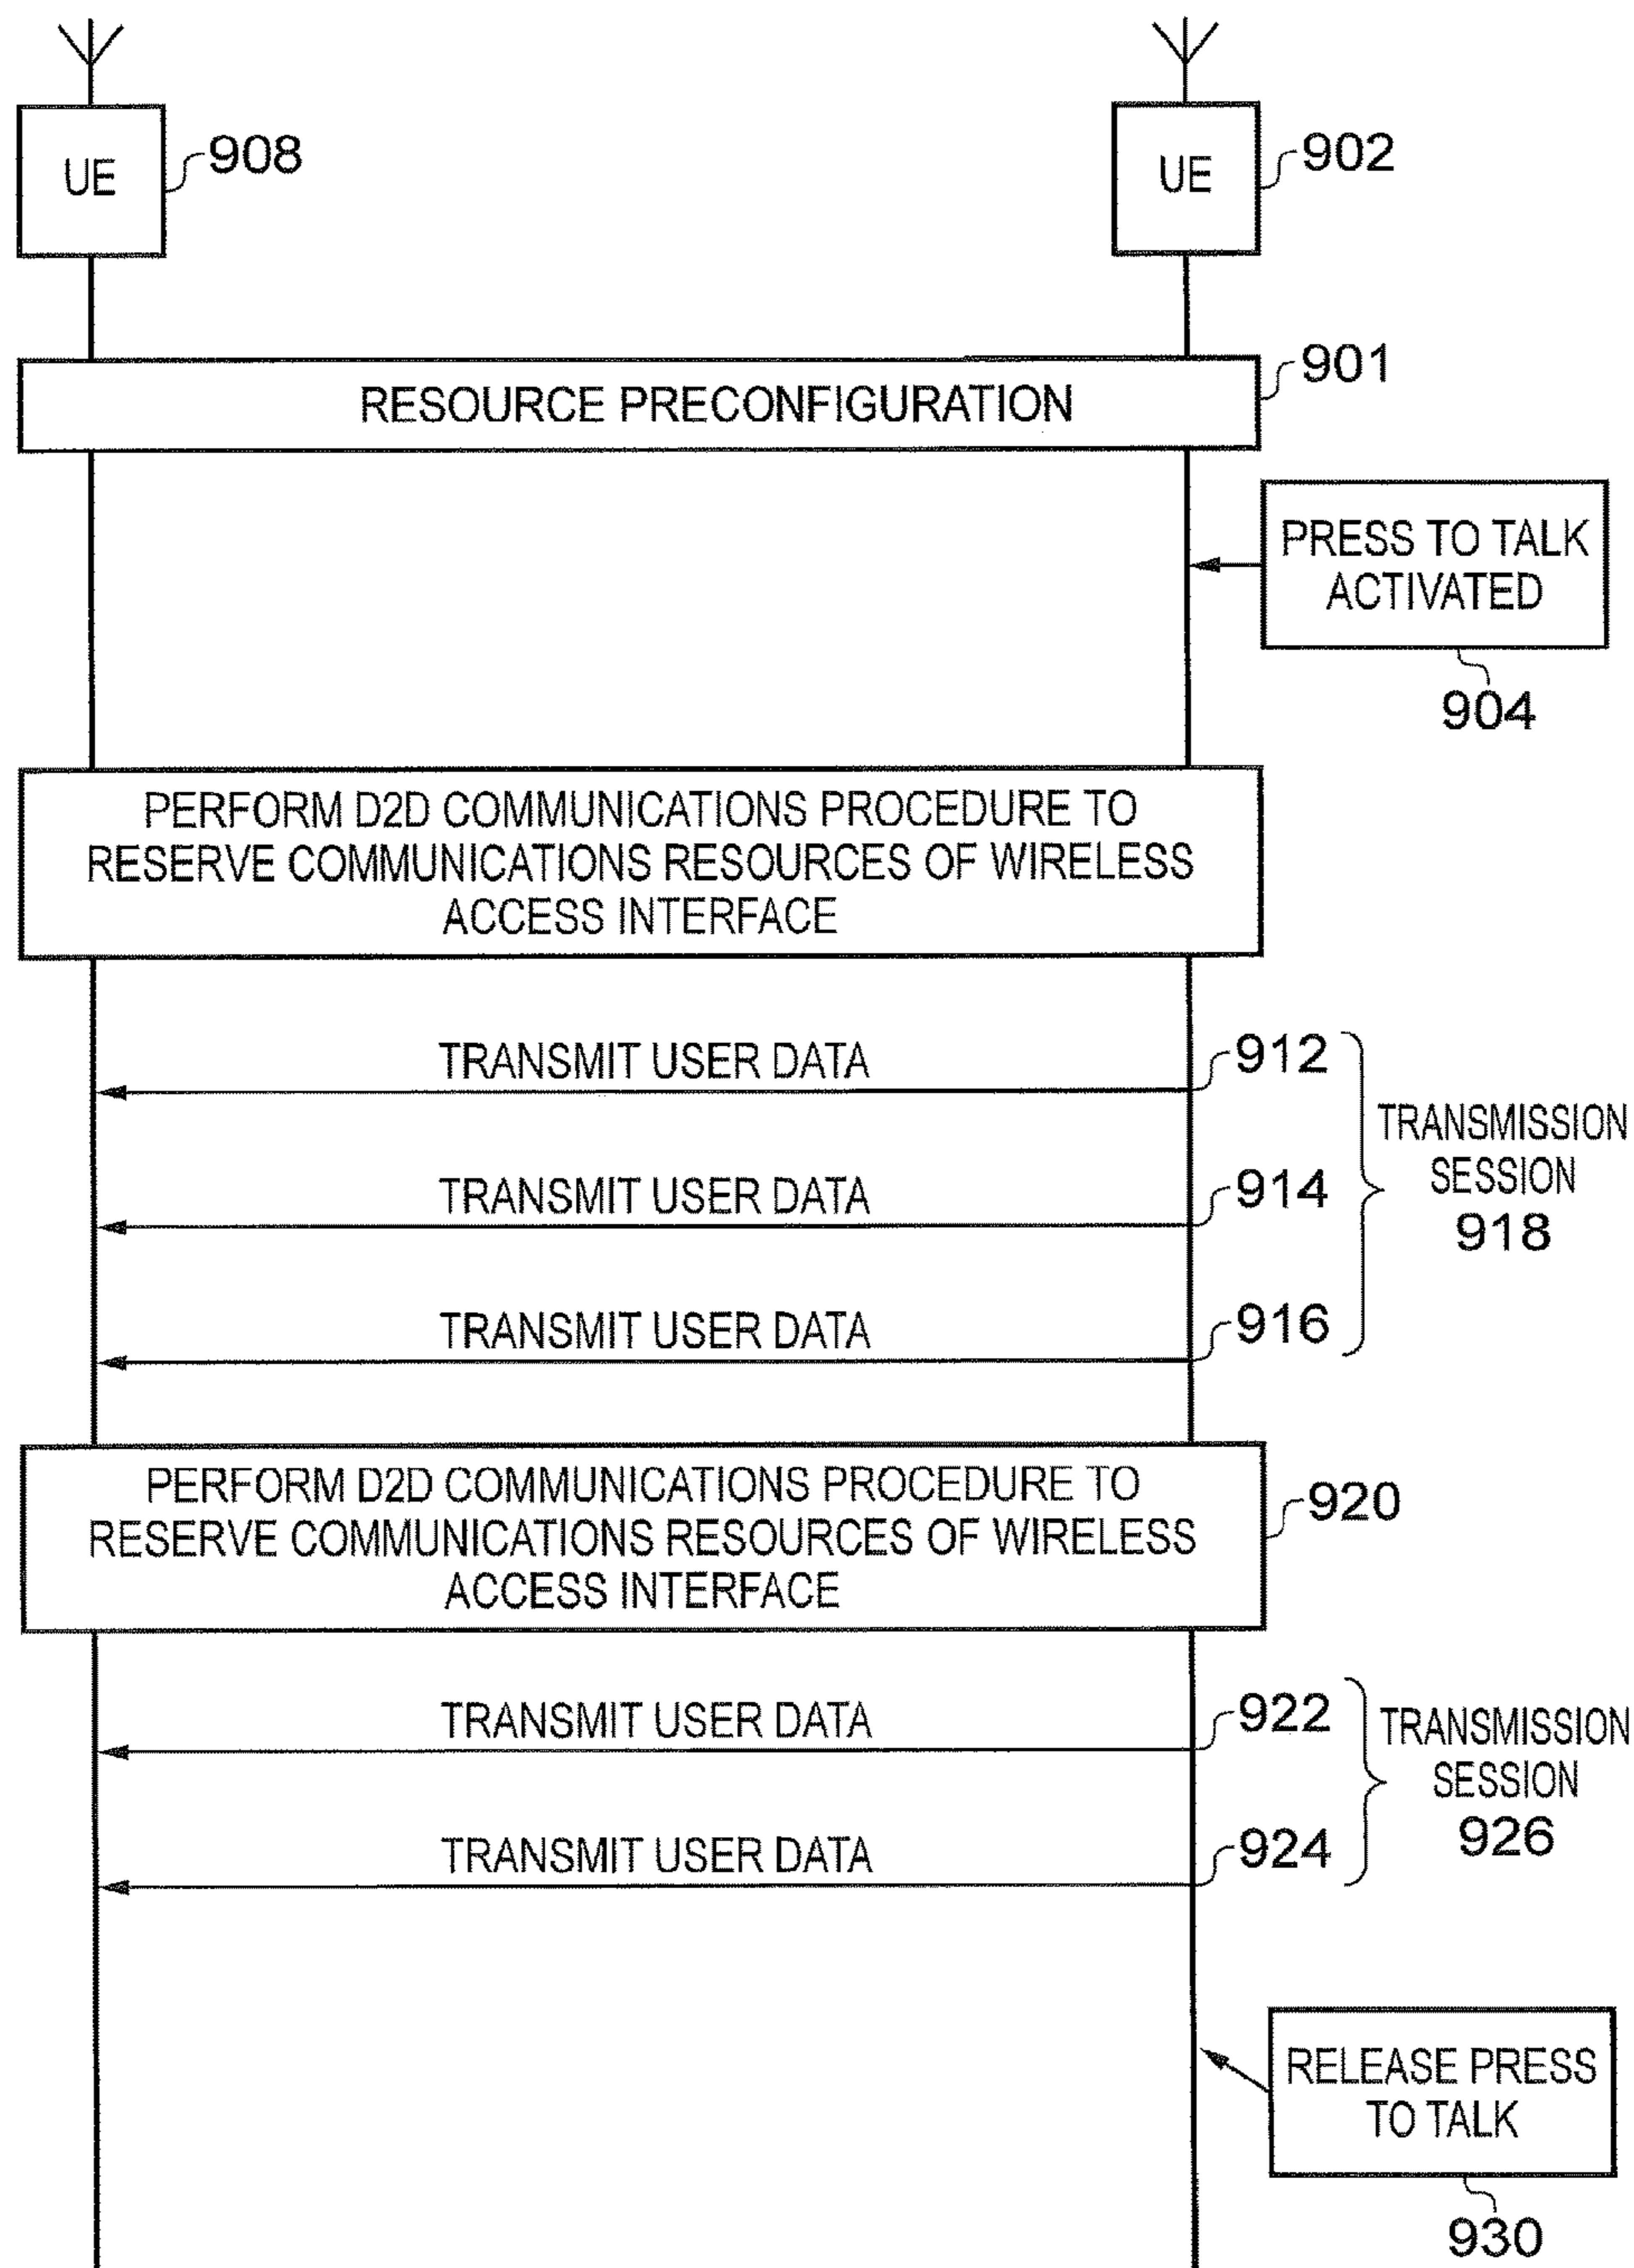 UE
908
UE
902
RESOURCE PRECONFIGURATION
901
PRESS TO TALK
ACTIVATED
904
PERFORM D2D COMMUNICATIONS PROCEDURE TO
RESERVE COMMUNICATIONS RESOURCES OF WIRELESS
ACCESS INTERFACE
TRANSMIT USER DATA
912
TRANSMIT USER DATA
914
TRANSMIT USER DATA
916
TRANSMISSION
SESSION
918
PERFORM D2D COMMUNICATIONS PROCEDURE TO
RESERVE COMMUNICATIONS RESOURCES OF WIRELESS
ACCESS INTERFACE
920
TRANSMIT USER DATA
922
TRANSMIT USER DATA
924
TRANSMISSION
SESSION
926
RELEASE PRESS
TO TALK
930